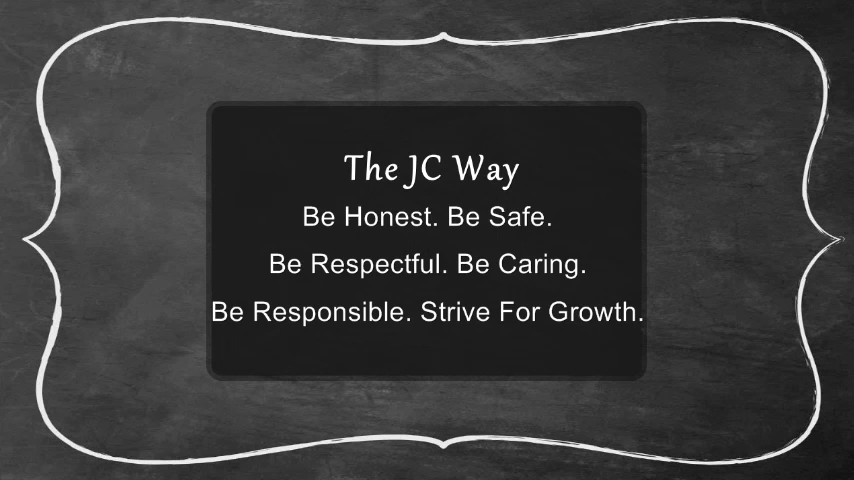 The JC Way
Be Honest. Be Safe.
Be Respectful. Be Caring.
Be Responsible. Strive For Growth.